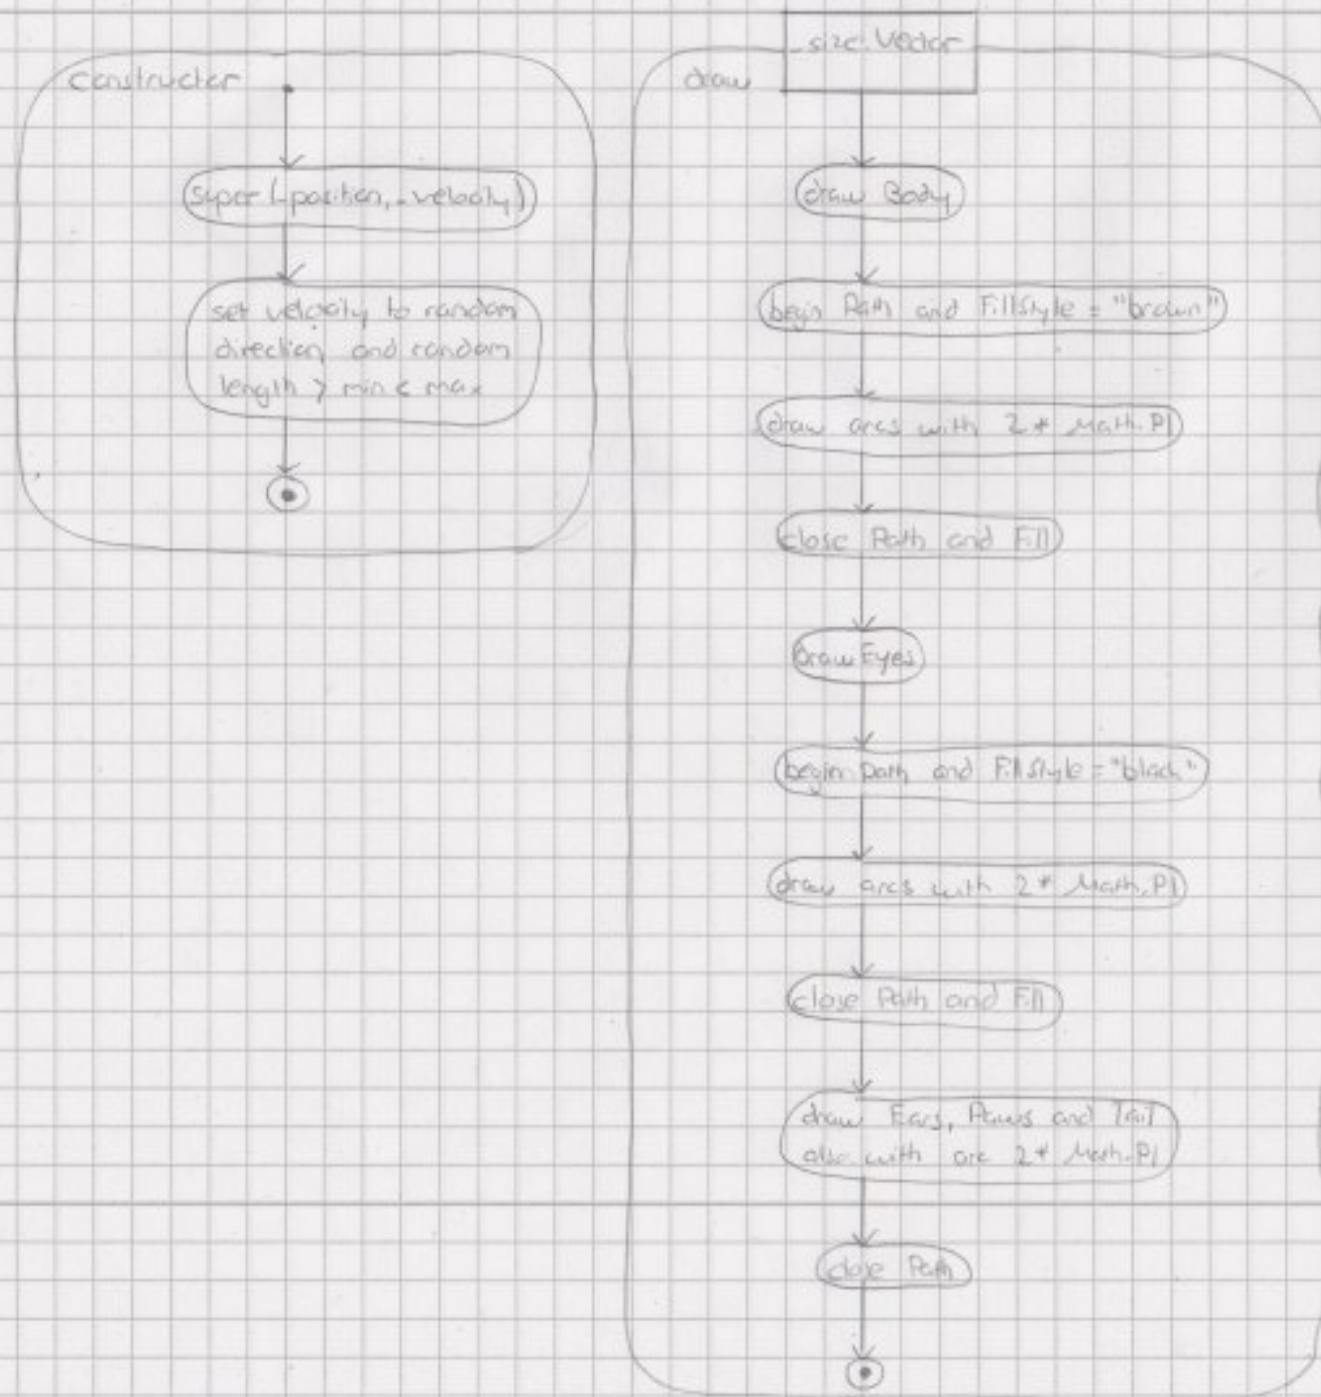 constructer
super (_position, _velocity)
set velocity to random
direction and random
length > min < max
_size: Vector
draw
draw Body
begin Path and FillStyle = "brown"
draw arcs with 2 * Math.PI
close Path and Fill
draw Eyes
begin path and FillStyle = "black"
draw arcs with 2 * Math.PI
close Path and Fill
draw Ears, Paws and Tail
also with arc 2 * Math.PI
close Path